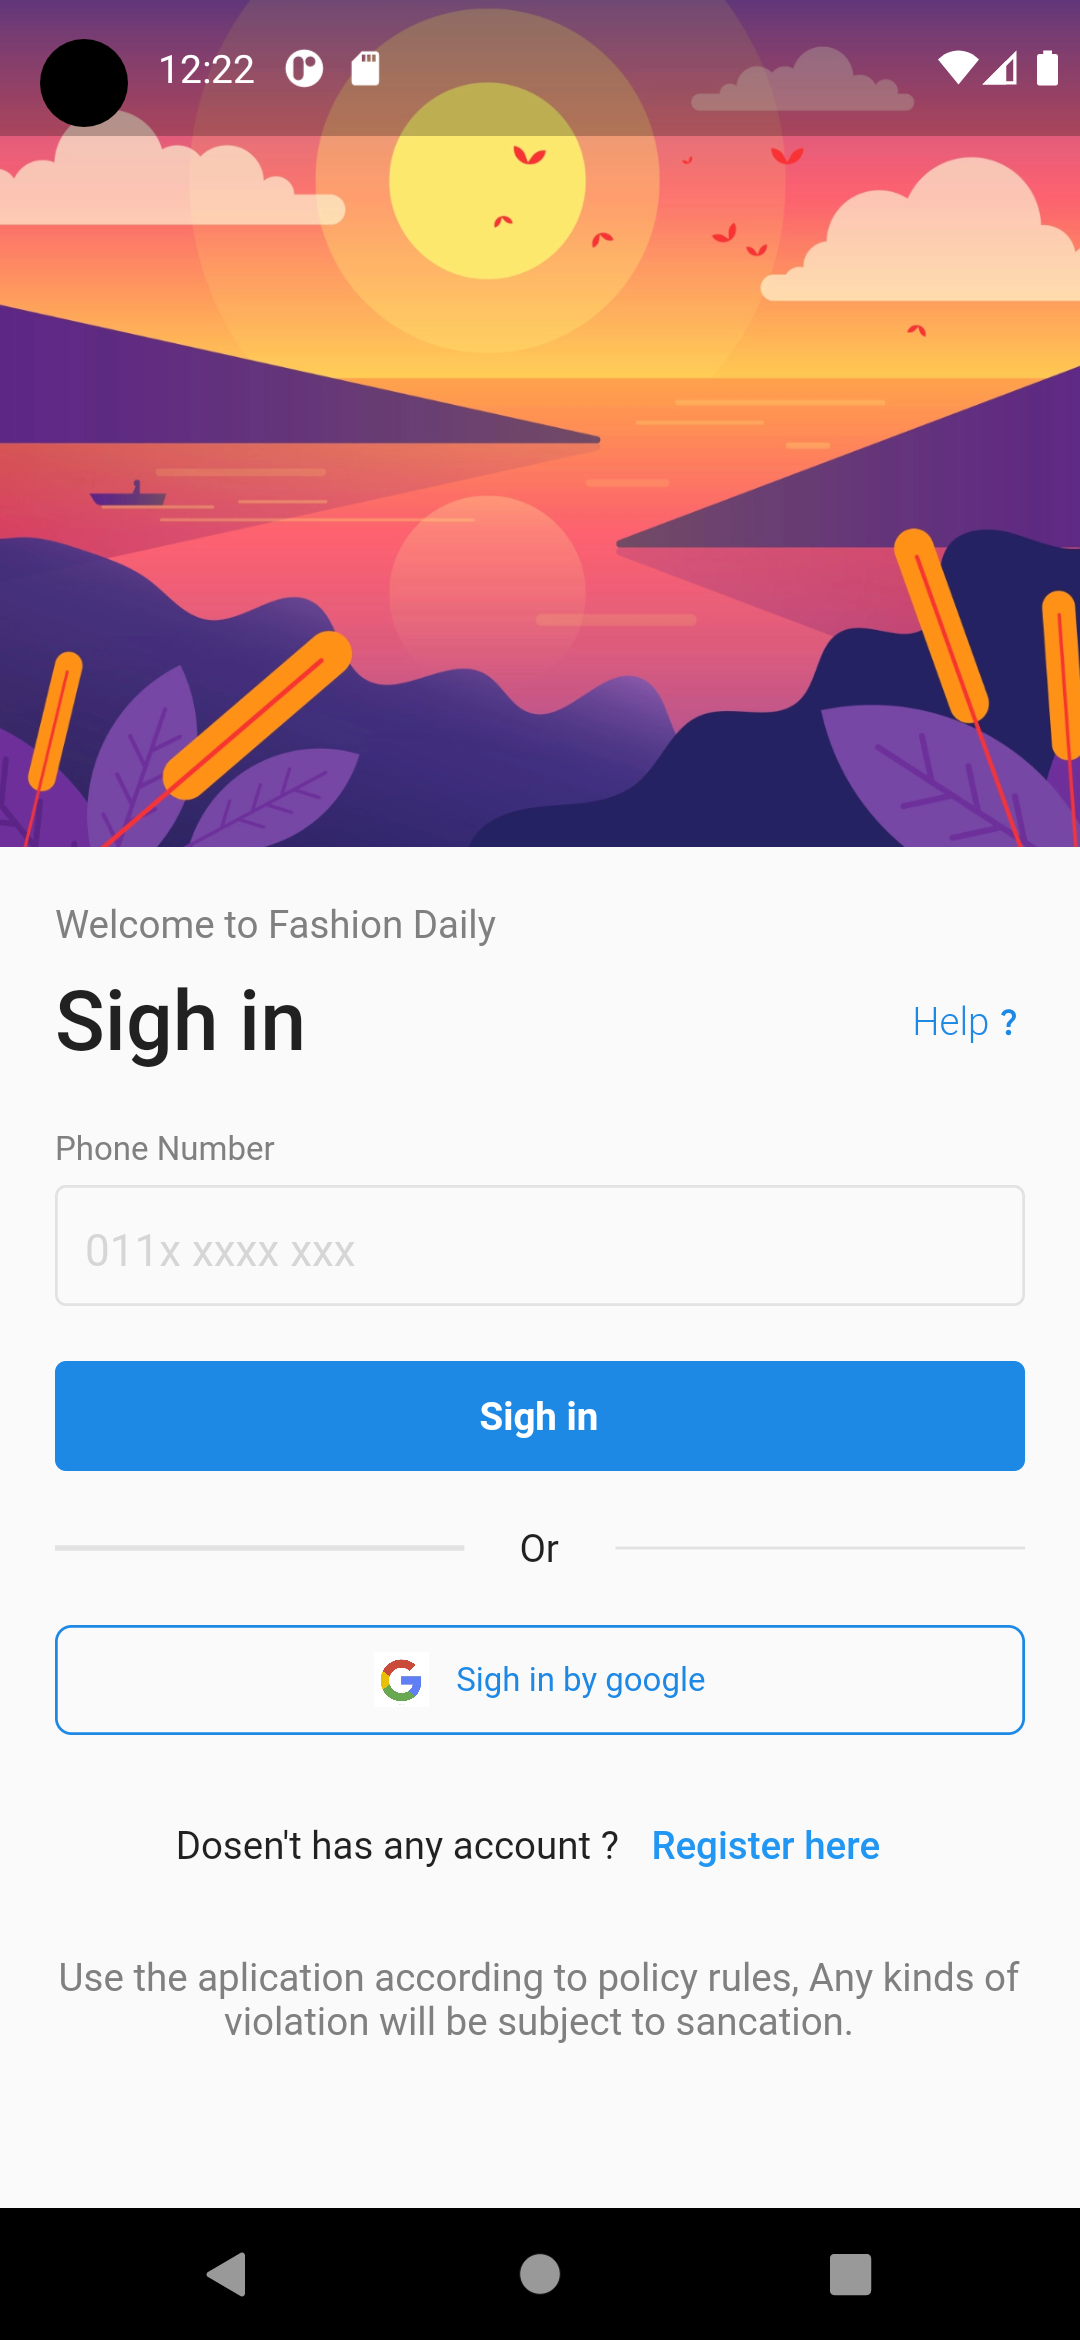 12:22
Welcome to Fashion Daily
Sigh in
Help ?
Phone Number
011x xxxx xxx
Sigh in
Or
Sigh in by google
Dosen't has any account ? Register here
Use the aplication according to policy rules, Any kinds of
violation will be subject to sancation.